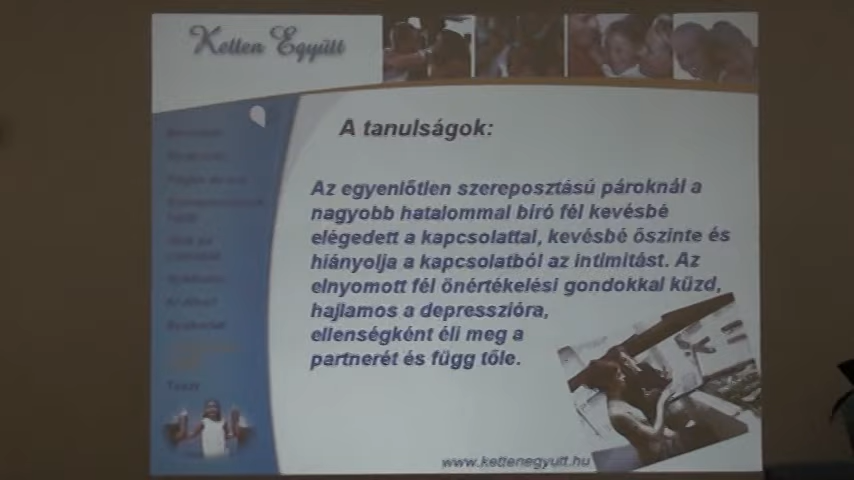 Ketten Együtt
A tanulságok:
Az egyenlőtlen szereposztású pároknál a
nagyobb hatalommal bíró fél kevésbé
elégedett a kapcsolattal, kevésbé őszinte és
hiányolja a kapcsolatból az intimitást. Az
elnyomott fél önértékelési gondokkal küzd,
hajlamos a depresszióra,
ellenségként éli meg a
partnerét és függ tőle.
www.kettenegyutt.hu